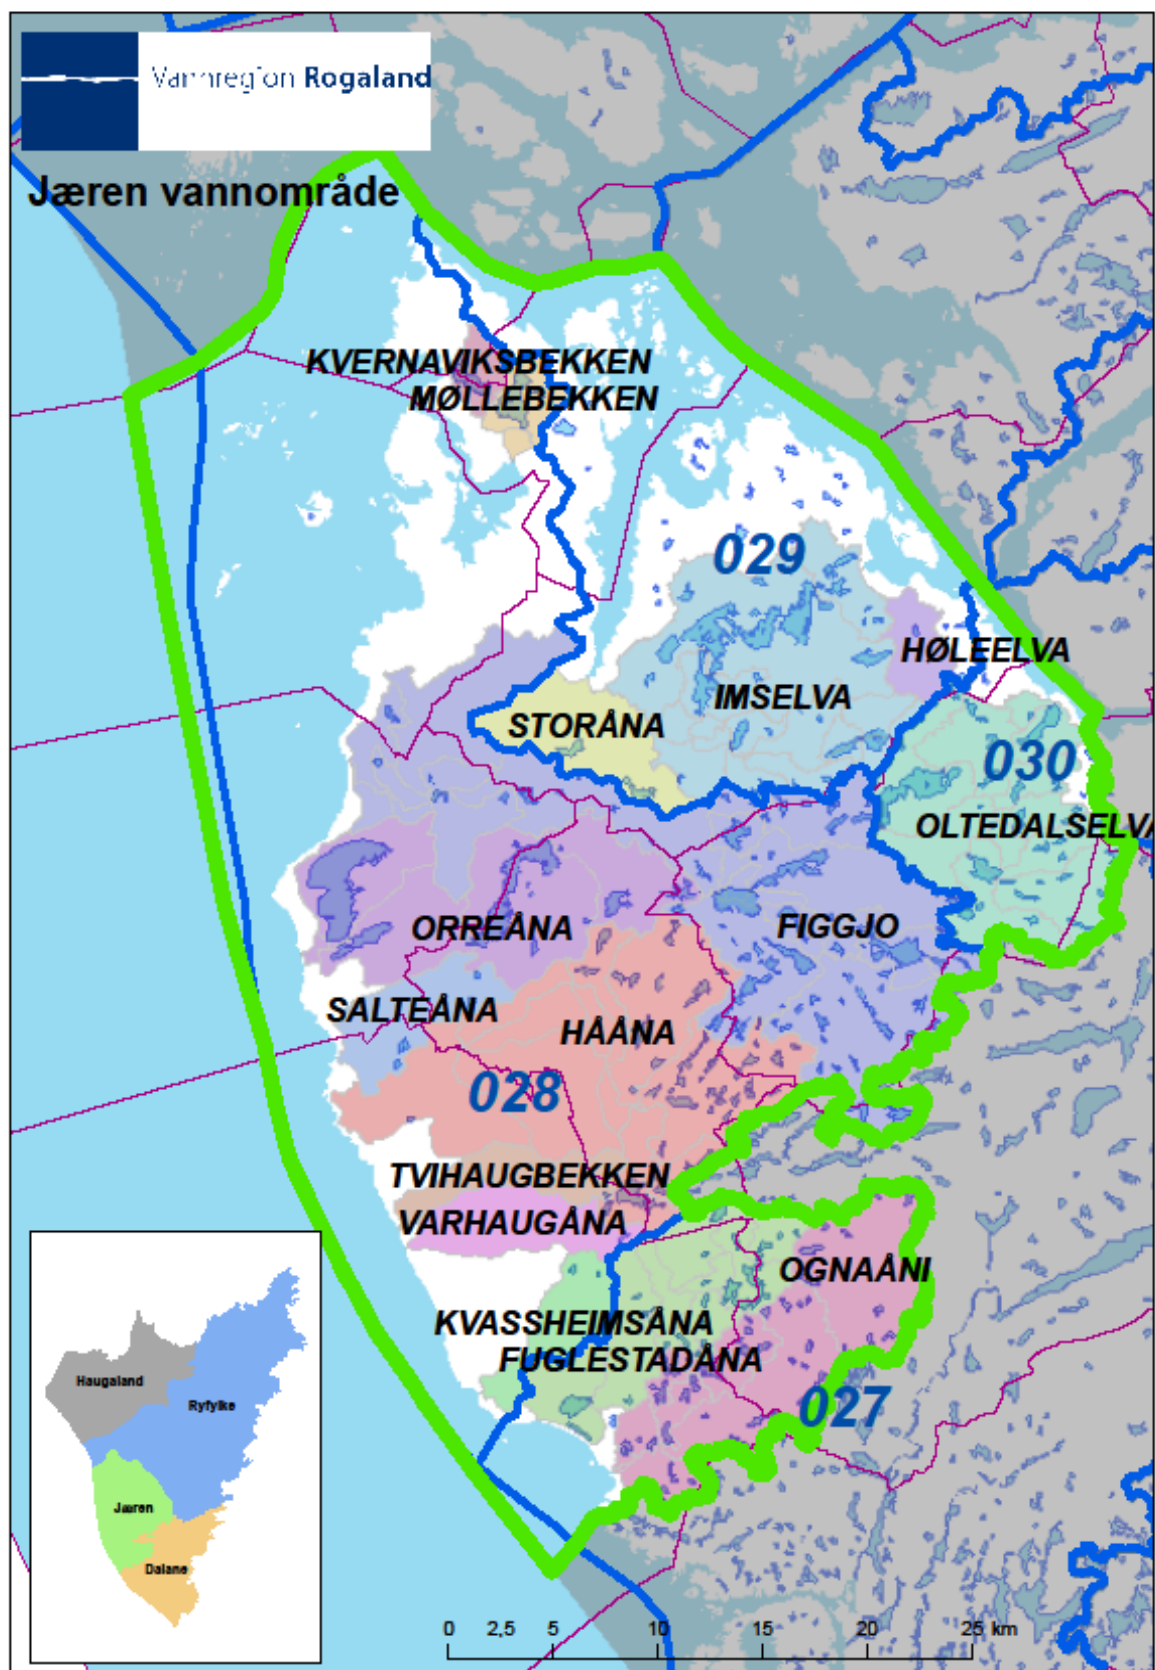 Vannregion Rogaland
Jæren vannområde
KVERNAVIKSBEKKEN
MØLLEBEKKEN
029
HØLEELVA
IMSELVA
STORÅNA
030
OLTEDALSELVA
ORREÅNA
FIGGJO
SALTEÅNA
HÅÅNA
028
TVIHAUGBEKKEN
VARHAUGÅNA
OGNAÅNI
KVASSHEIMSÅNA
FUGLESTADÅNA
027
Haugaland
Ryfylke
Jæren
Dalane
0 2,5 5 10 15 20 25 km